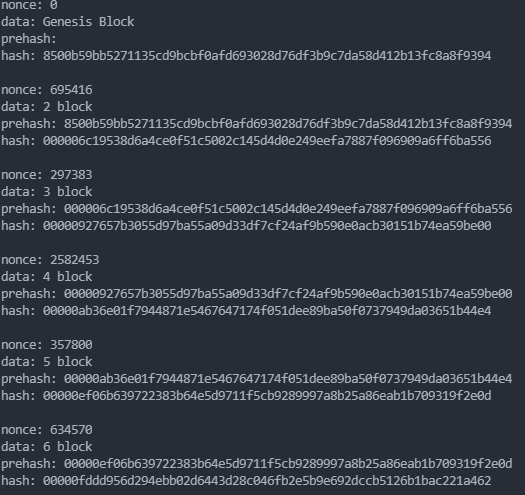 nonce: 0
data: Genesis Block
prehash:
hash: 8500b59bb5271135cd9bcbf0afd693028d76df3b9c7da58d412b13fc8a8f9394
nonce: 695416
data: 2 block
prehash: 8500b59bb5271135cd9bcbf0afd693028d76df3b9c7da58d412b13fc8a8f9394
hash: 000006c19538d6a4ce0f51c5002c145d4d0e249eefa7887f096909a6ff6ba556
nonce: 297383
data: 3 block
prehash: 000006c19538d6a4ce0f51c5002c145d4d0e249eefa7887f096909a6ff6ba556
hash: 00000927657b3055d97ba55a09d33df7cf24af9b590e0acb30151b74ea59be00
nonce: 2582453
data: 4 block
prehash: 00000927657b3055d97ba55a09d33df7cf24af9b590e0acb30151b74ea59be00
hash: 00000ab36e01f7944871e5467647174f051dee89ba50f0737949da03651b44e4
nonce: 357800
data: 5 block
prehash: 00000ab36e01f7944871e5467647174f051dee89ba50f0737949da03651b44e4
hash: 00000ef06b639722383b64e5d9711f5cb9289997a8b25a86eab1b709319f2e0d
nonce: 634570
data: 6 block
prehash: 00000ef06b639722383b64e5d9711f5cb9289997a8b25a86eab1b709319f2e0d
hash: 00000fddd956d294ebb02d6443d28c046fb2e5b9e692dccb5126b1bac221a462